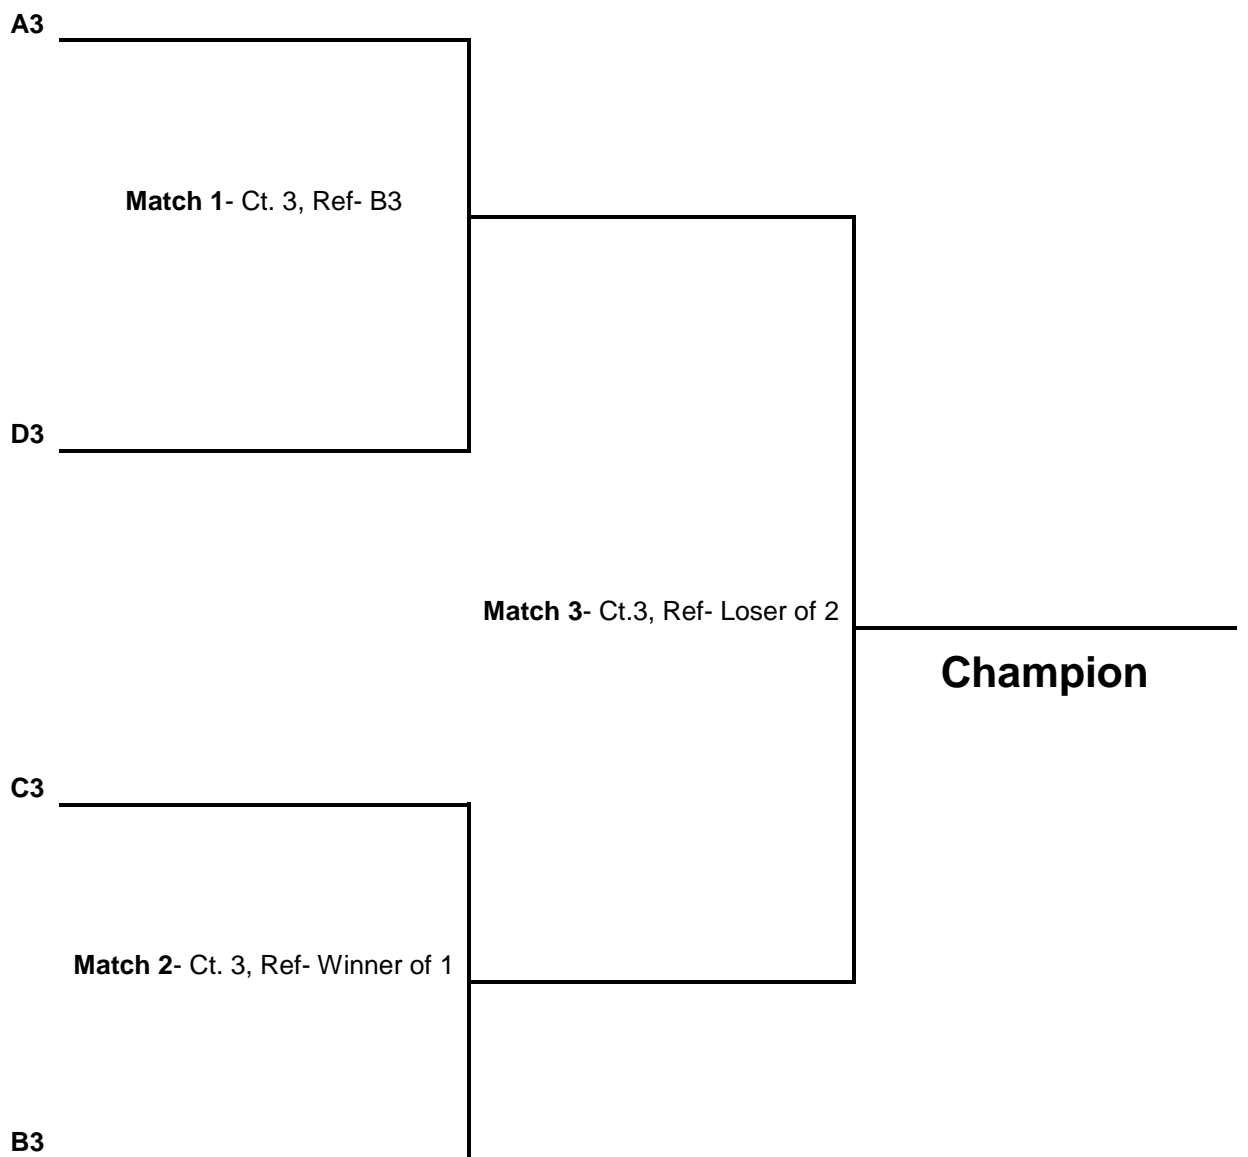 A3
Match 1- Ct. 3, Ref- B3
D3
Match 3- Ct.3, Ref- Loser of 2
Champion
C3
Match 2- Ct. 3, Ref- Winner of 1
B3